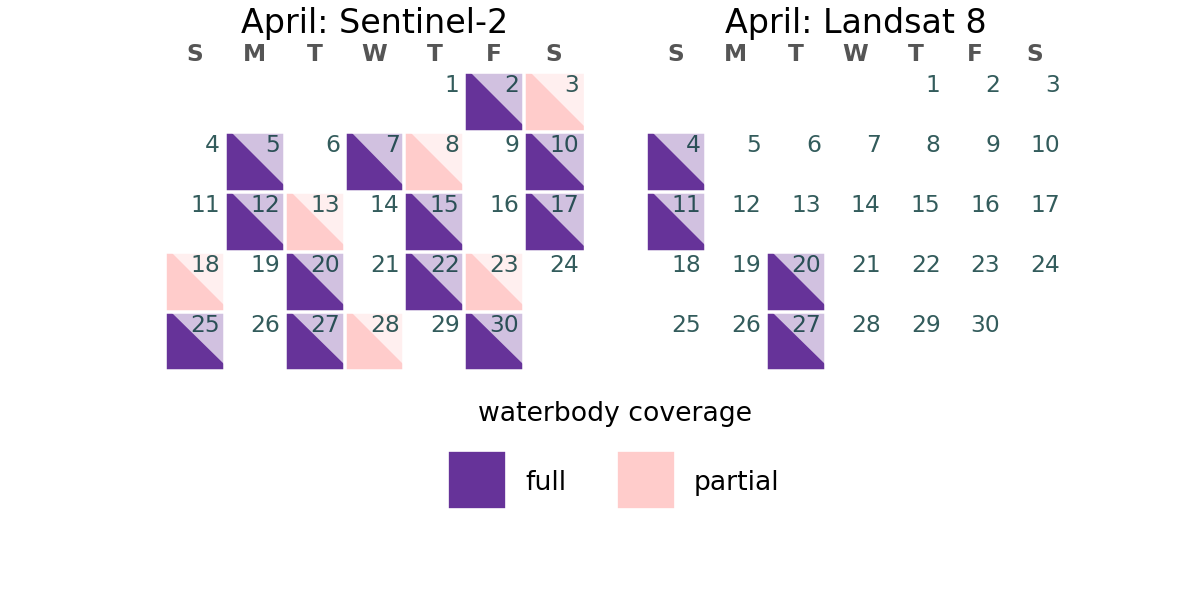 April: Sentinel-2
S M T W T F S
1 2 3
4 5 6 7 8 9 10
11 12 13 14 15 16 17
18 19 20 21 22 23 24
25 26 27 28 29 30
April: Landsat 8
S M T W T F S
1 2 3
4 5 6 7 8 9 10
11 12 13 14 15 16 17
18 19 20 21 22 23 24
25 26 27 28 29 30
waterbody coverage
full partial